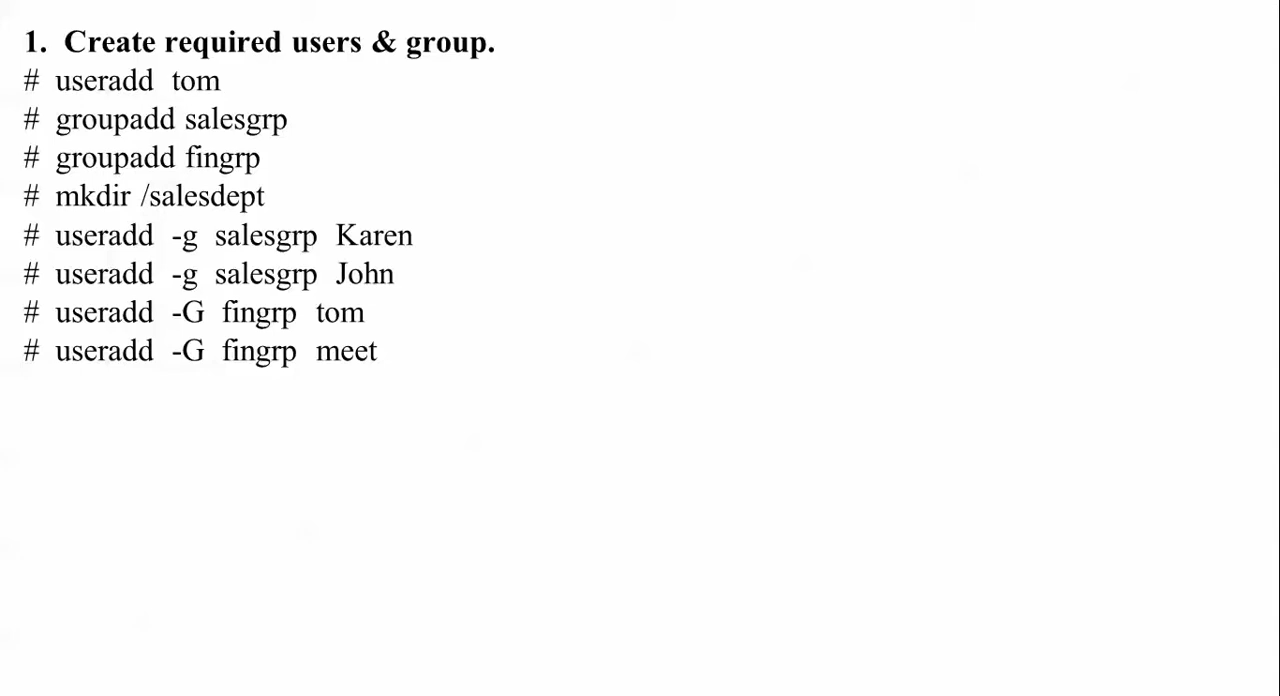 1. Create required users & group.
# useradd tom
# groupadd salesgrp
# groupadd fingrp
# mkdir /salesdept
# useradd -g salesgrp Karen
# useradd -g salesgrp John
# useradd -G fingrp tom
# useradd -G fingrp meet